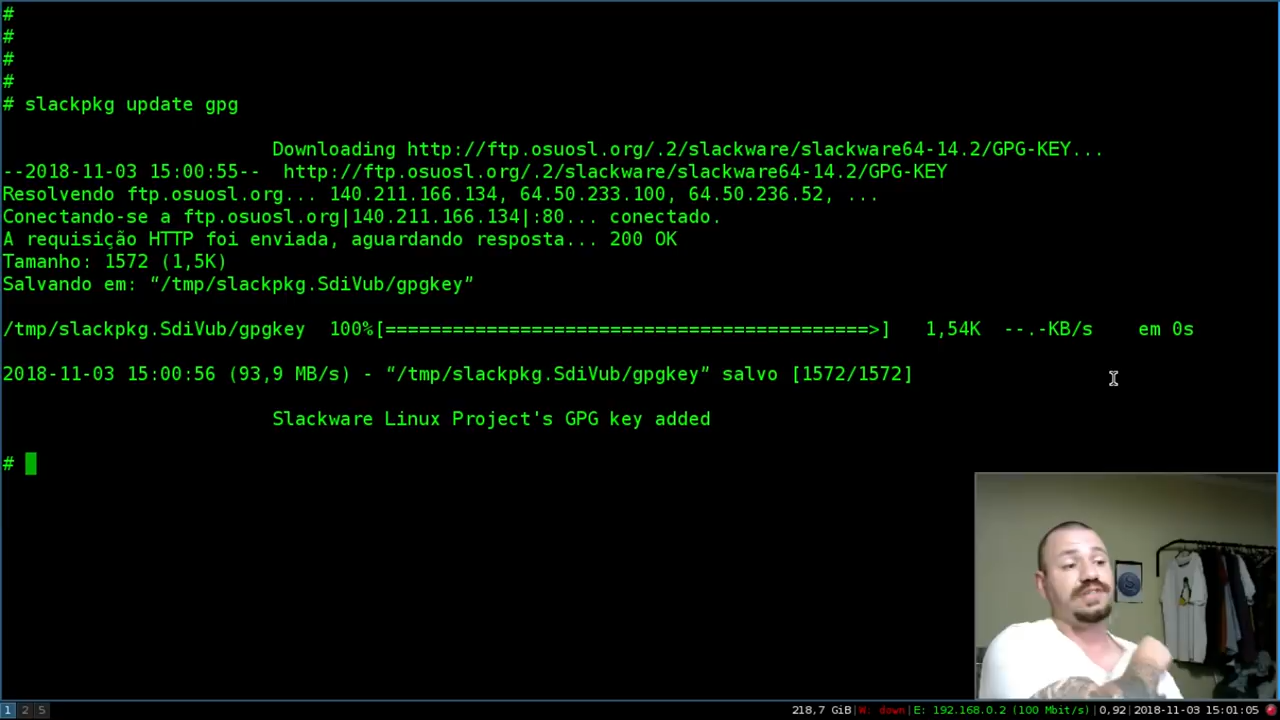 #
#
#
#
# slackpkg update gpg
Downloading http://ftp.osuosl.org/.2/slackware/slackware64-14.2/GPG-KEY...
--2018-11-03 15:00:55--  http://ftp.osuosl.org/.2/slackware/slackware64-14.2/GPG-KEY
Resolvendo ftp.osuosl.org... 140.211.166.134, 64.50.233.100, 64.50.236.52, ...
Conectando-se a ftp.osuosl.org|140.211.166.134|:80... conectado.
A requisição HTTP foi enviada, aguardando resposta... 200 OK
Tamanho: 1572 (1,5K)
Salvando em: “/tmp/slackpkg.SdiVub/gpgkey”
/tmp/slackpkg.SdiVub/gpgkey  100%[===========================================>]   1,54K  --.-KB/s    em 0s
2018-11-03 15:00:56 (93,9 MB/s) - “/tmp/slackpkg.SdiVub/gpgkey” salvo [1572/1572]
Slackware Linux Project's GPG key added
#
1 2 5 218,7 GiB|W: down|E: 192.168.0.2 (100 Mbit/s)|0,92|2018-11-03 15:01:05